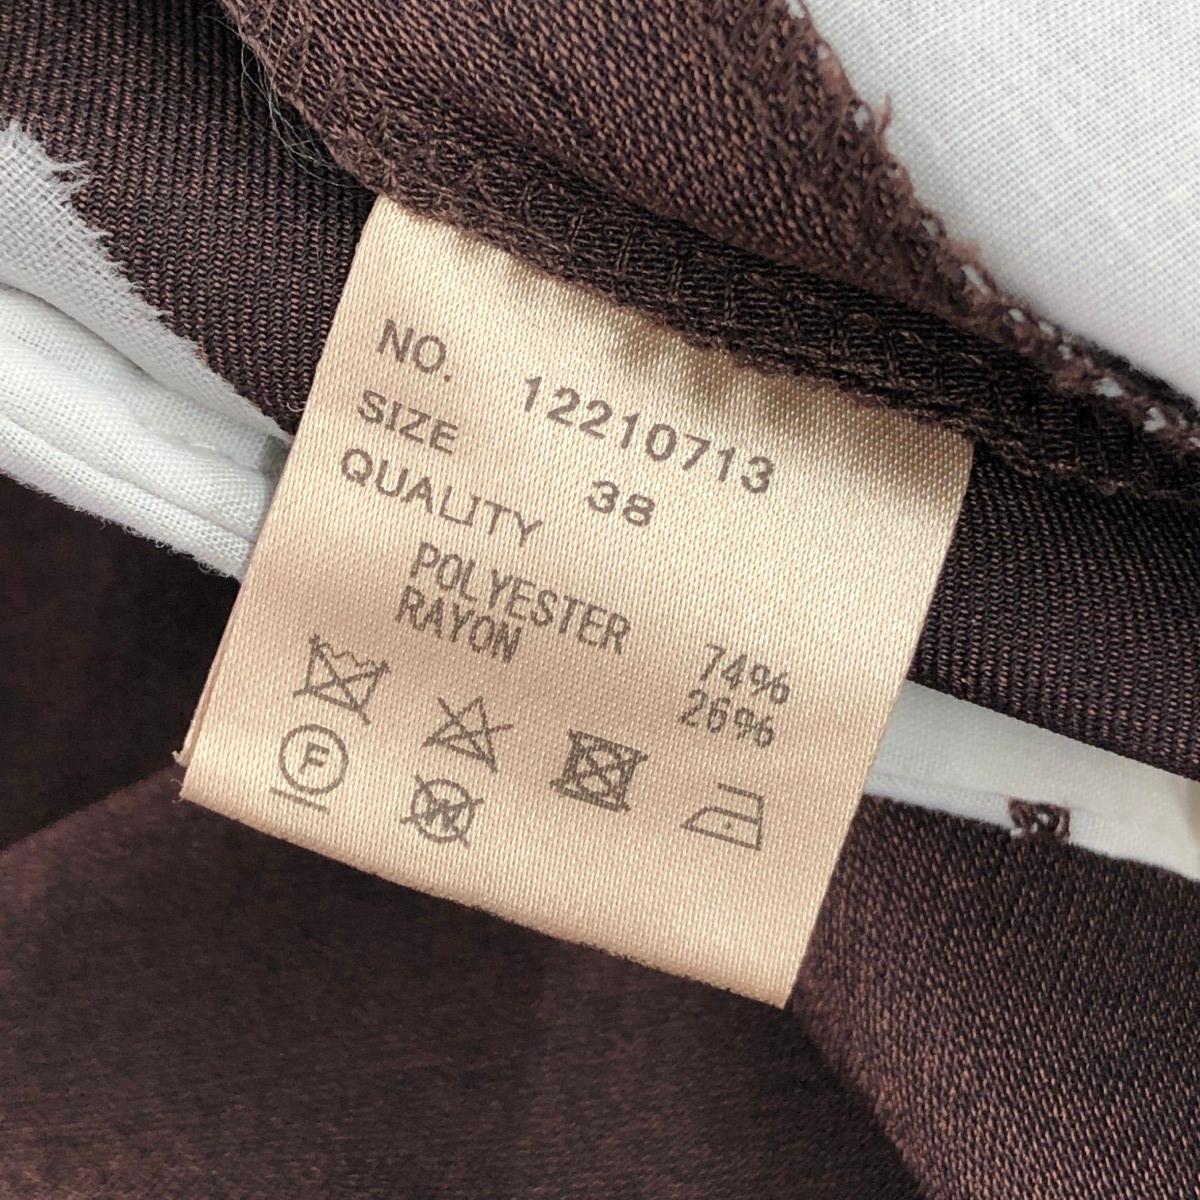 NO. 12210713
SIZE 38
QUALITY
POLYESTER 74%
RAYON 26%
F W